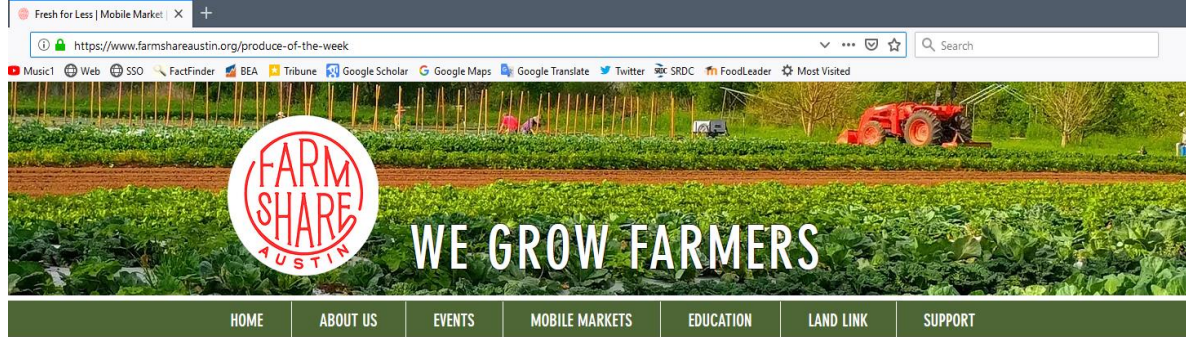 Fresh for Less | Mobile Market |
https://www.farmshareaustin.org/produce-of-the-week
Search
Music1 Web SSO FactFinder BEA Tribune Google Scholar Google Maps Google Translate Twitter SRDC SRDC FoodLeader Most Visited
FARM
SHARE
AUSTIN
WE GROW FARMERS
HOME ABOUT US EVENTS MOBILE MARKETS EDUCATION LAND LINK SUPPORT